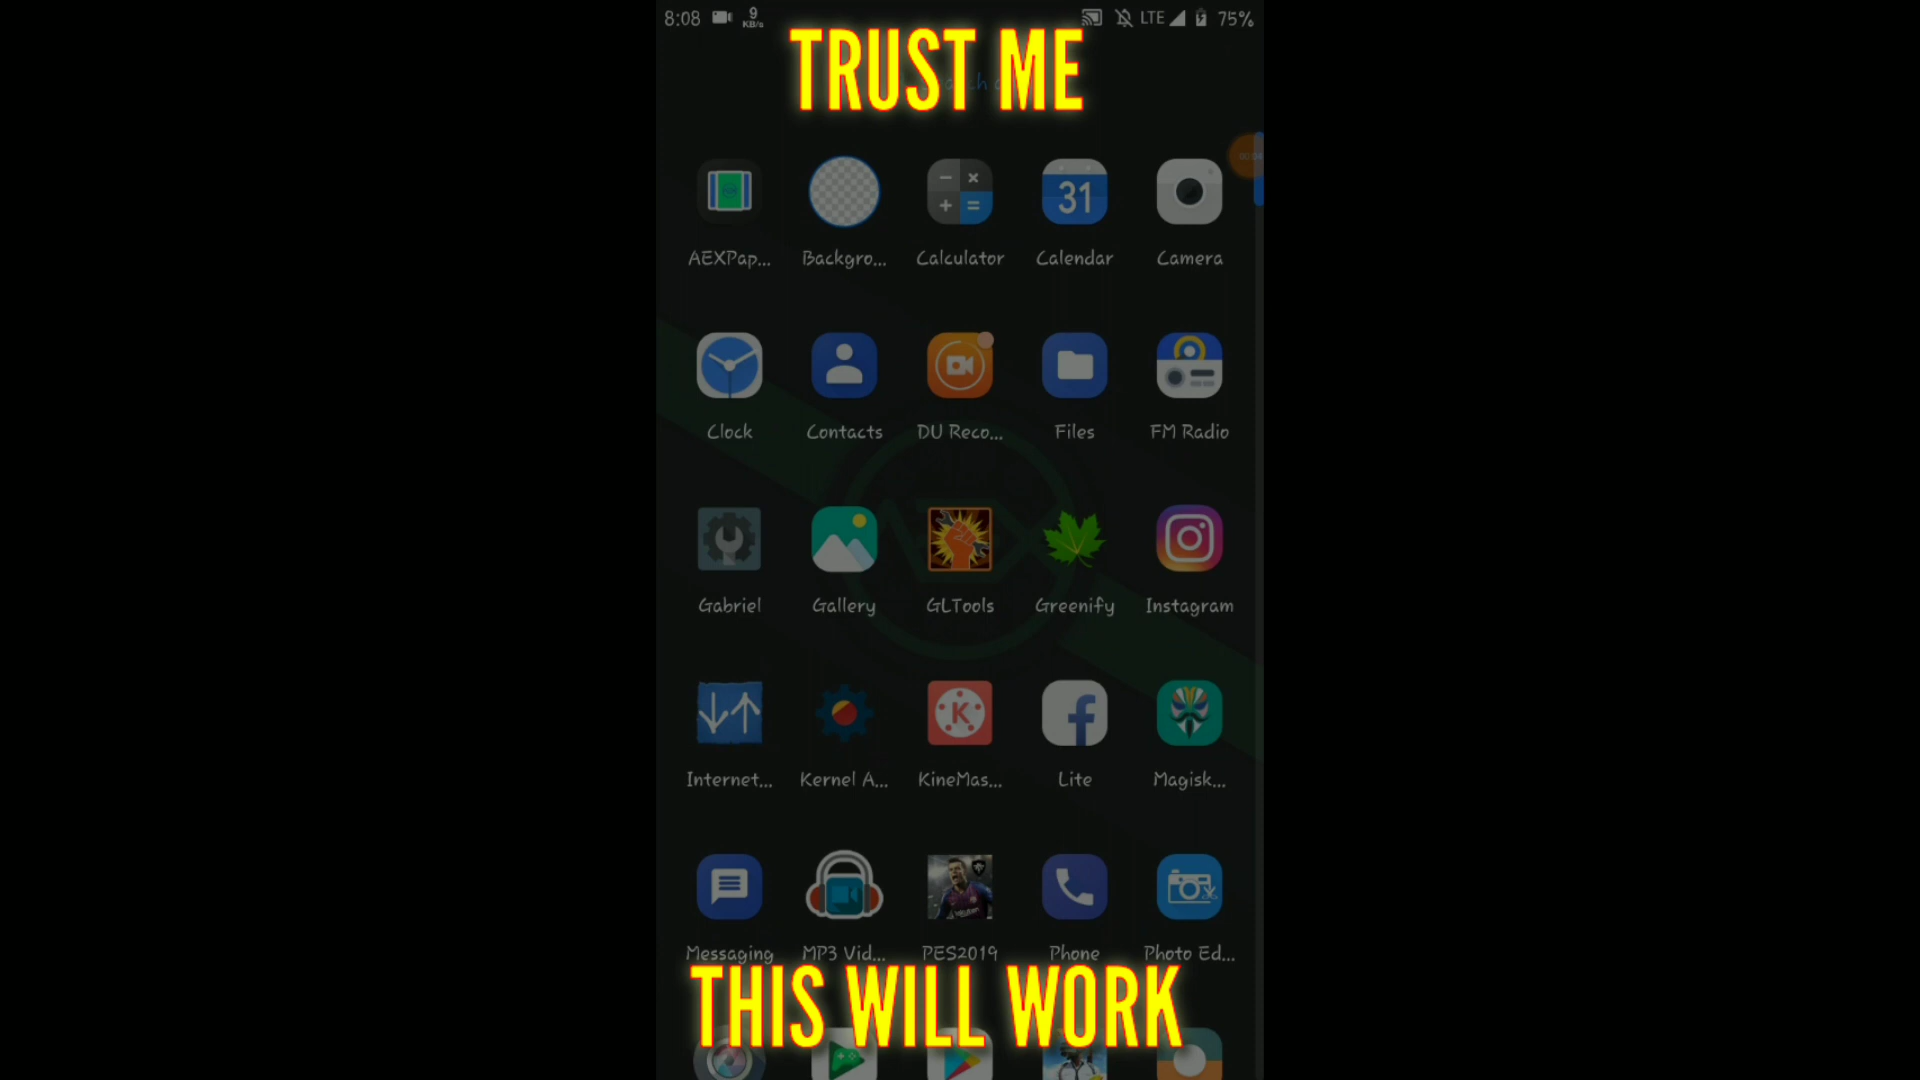 8:08 9 KB/s LTE 75%
TRUST ME
31
AEXPap... Backgro... Calculator Calendar Camera
Clock Contacts DU Reco... Files FM Radio
Gabriel Gallery GLTools Greenify Instagram
K
Internet... Kernel A... KineMas... Lite Magisk...
Messaging MP3 Vid... PES2019 Phone Photo Ed...
THIS WILL WORK